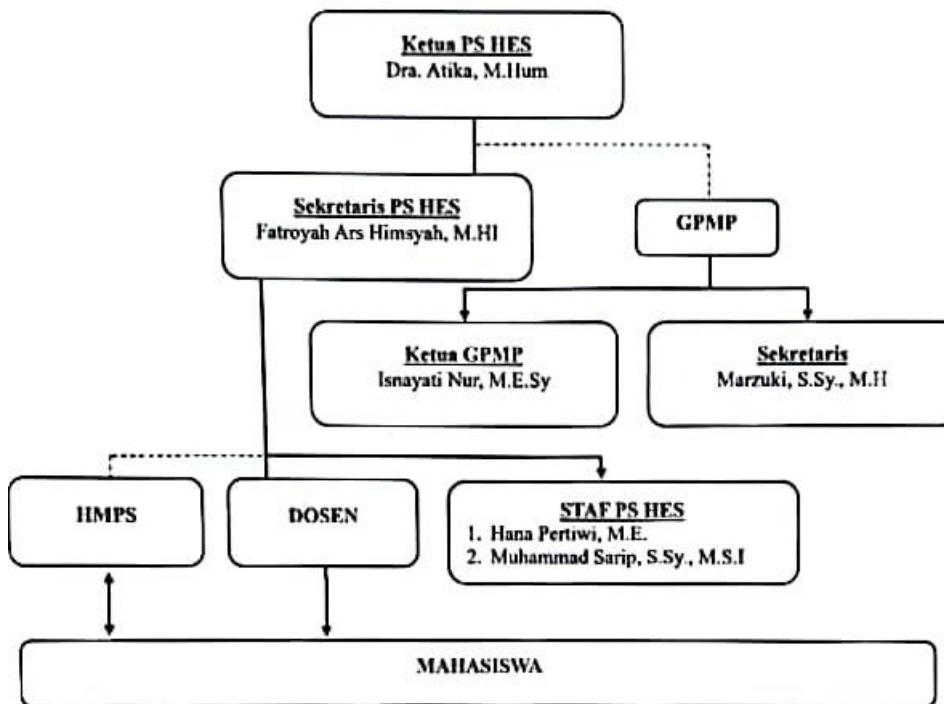 Ketua PS HES
Dra. Atika, M.Hum
Sekretaris PS HES
Fatroyah Ars Himsyah, M.HI
GPMP
Ketua GPMP
Isnayati Nur, M.E.Sy
Sekretaris
Marzuki, S.Sy., M.H
HMPS
DOSEN
STAF PS HES
1. Hana Pertiwi, M.E.
2. Muhammad Sarip, S.Sy., M.S.I
MAHASISWA